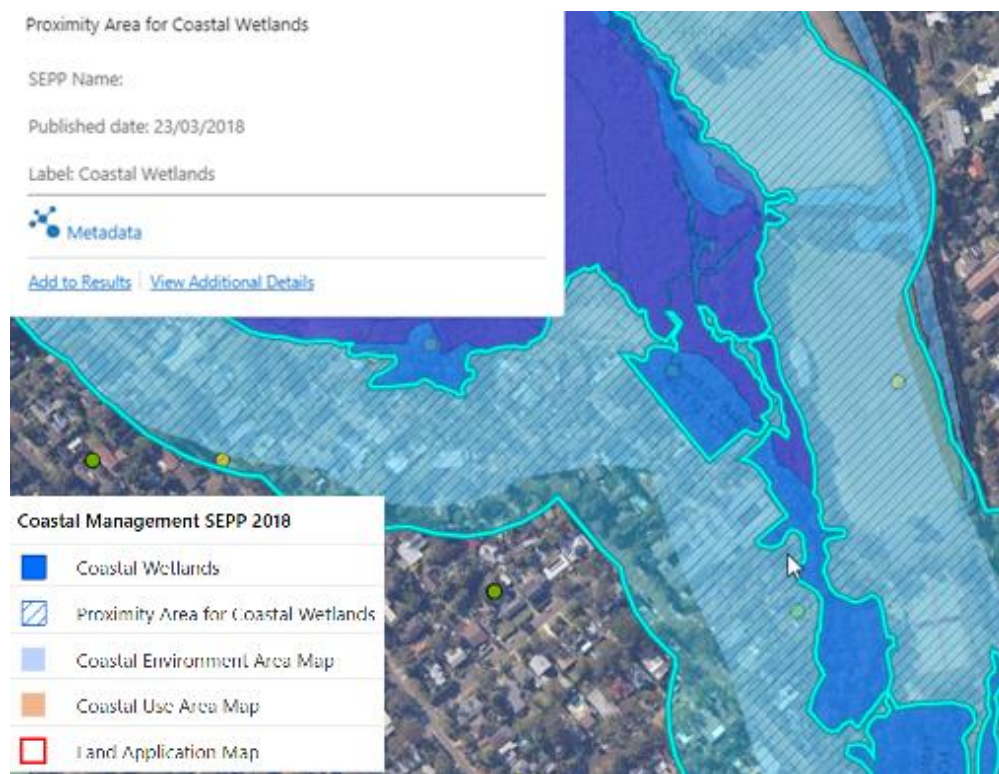 Proximity Area for Coastal Wetlands
SEPP Name:
Published date: 23/03/2018
Label: Coastal Wetlands
Metadata
Add to Results View Additional Details
Coastal Management SEPP 2018
Coastal Wetlands
Proximity Area for Coastal Wetlands
Coastal Environment Area Map
Coastal Use Area Map
Land Application Map